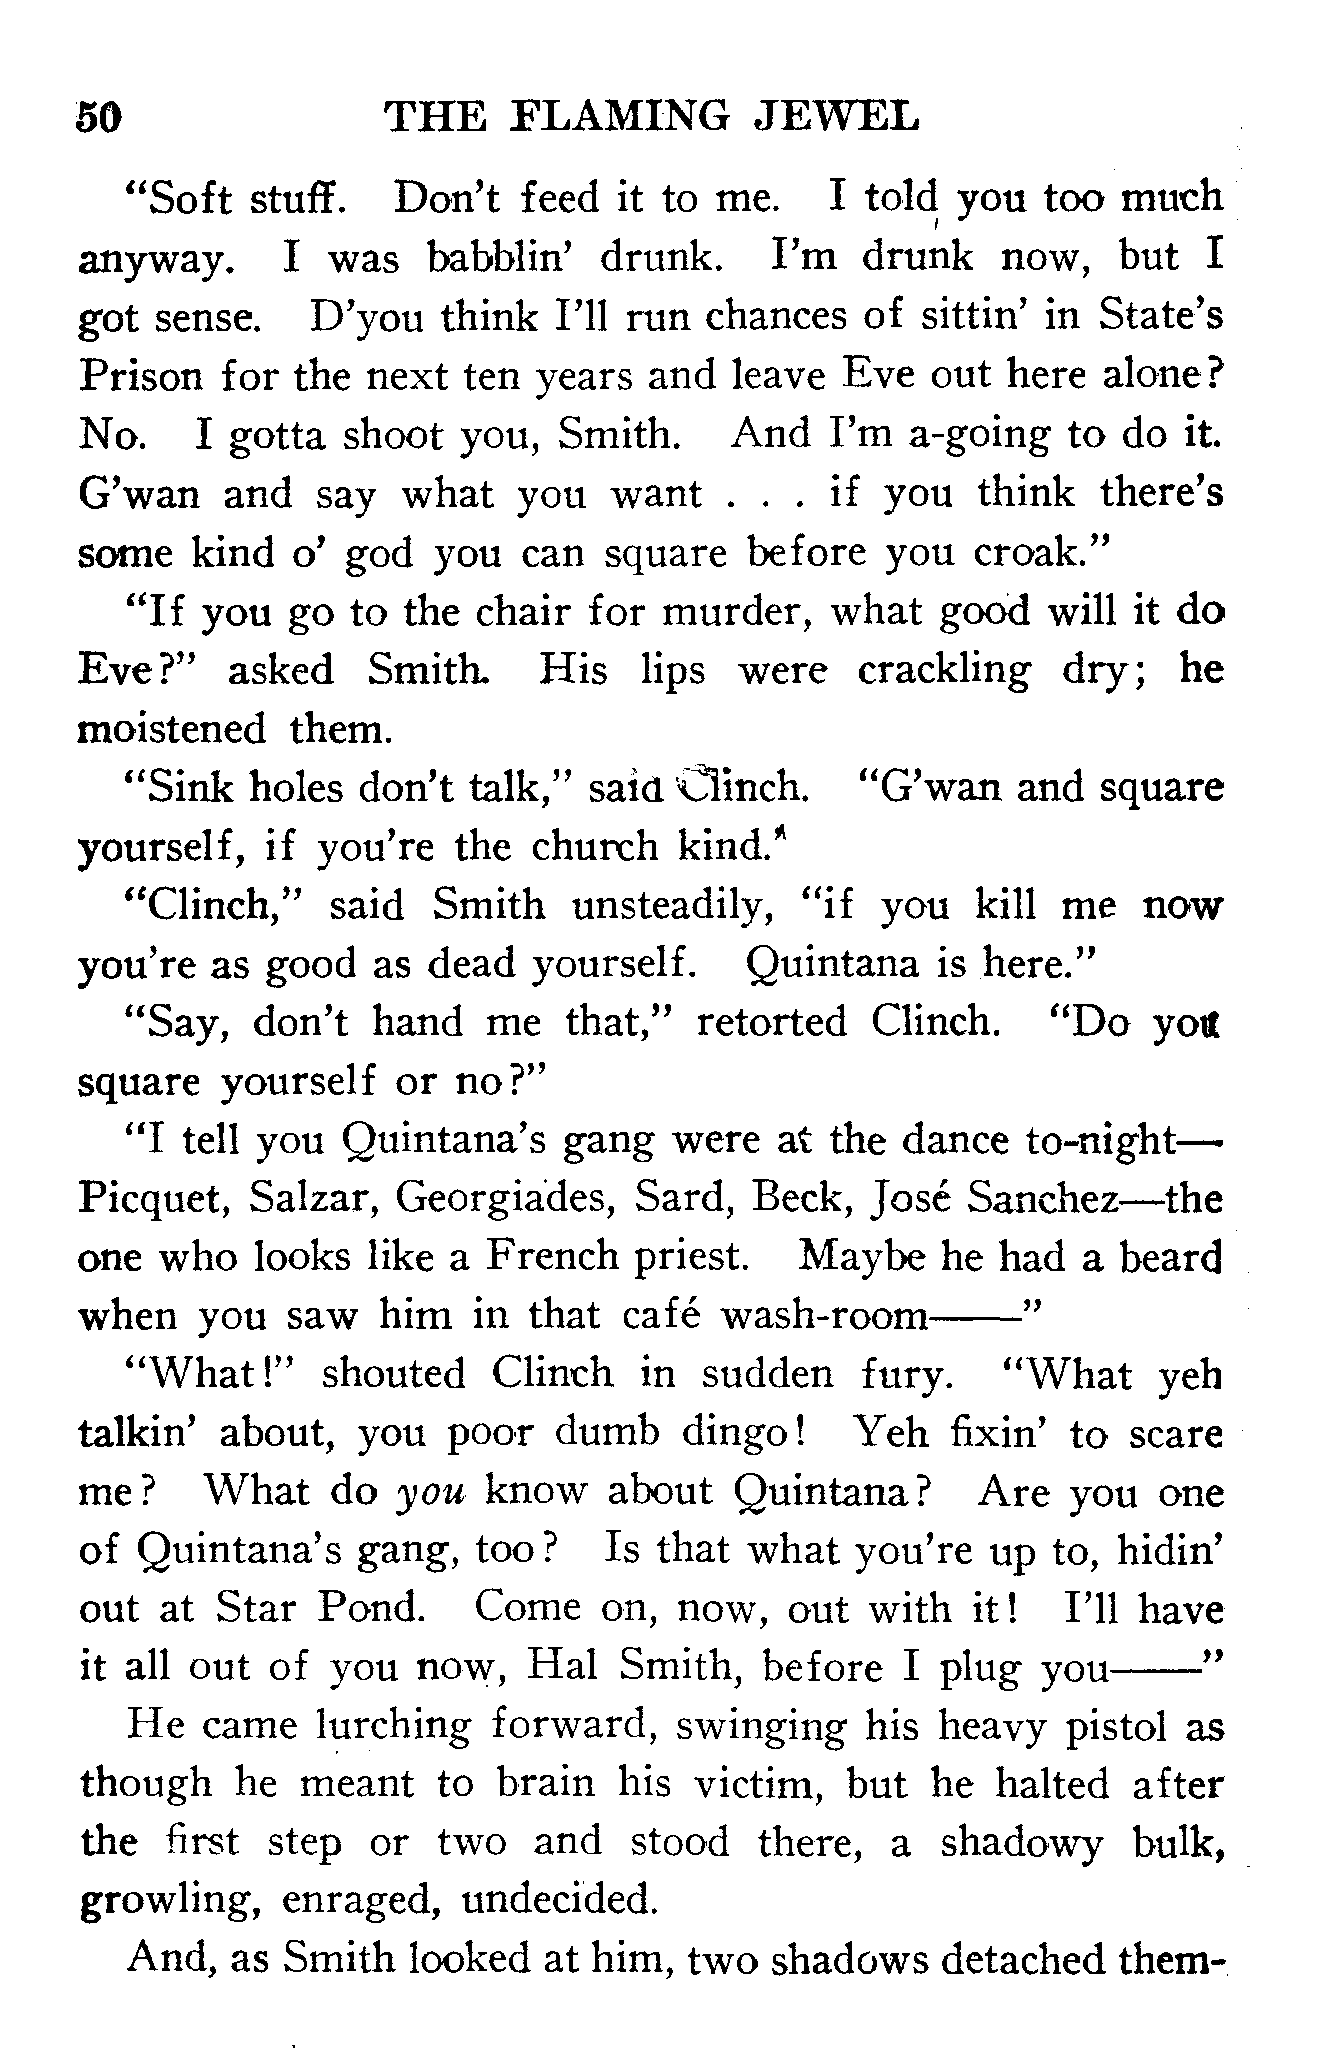 50 THE FLAMING JEWEL
“Soft stuff. Don’t feed it to me. I told you too much
anyway. I was babblin’ drunk. I’m drunk now, but I
got sense. D’you think I’ll run chances of sittin’ in State’s
Prison for the next ten years and leave Eve out here alone?
No. I gotta shoot you, Smith. And I’m a-going to do it.
G’wan and say what you want . . . if you think there’s
some kind o’ god you can square before you croak.”
“If you go to the chair for murder, what good will it do
Eve?” asked Smith. His lips were crackling dry; he
moistened them.
“Sink holes don’t talk,” said Clinch. “G’wan and square
yourself, if you’re the church kind.”
“Clinch,” said Smith unsteadily, “if you kill me now
you’re as good as dead yourself. Quintana is here.”
“Say, don’t hand me that,” retorted Clinch. “Do you
square yourself or no?”
“I tell you Quintana’s gang were at the dance to-night—
Picquet, Salzar, Georgiades, Sard, Beck, José Sanchez—the
one who looks like a French priest. Maybe he had a beard
when you saw him in that café wash-room——”
“What!” shouted Clinch in sudden fury. “What yeh
talkin’ about, you poor dumb dingo! Yeh fixin’ to scare
me? What do you know about Quintana? Are you one
of Quintana’s gang, too? Is that what you’re up to, hidin’
out at Star Pond. Come on, now, out with it! I’ll have
it all out of you now, Hal Smith, before I plug you——”
He came lurching forward, swinging his heavy pistol as
though he meant to brain his victim, but he halted after
the first step or two and stood there, a shadowy bulk,
growling, enraged, undecided.
And, as Smith looked at him, two shadows detached them-